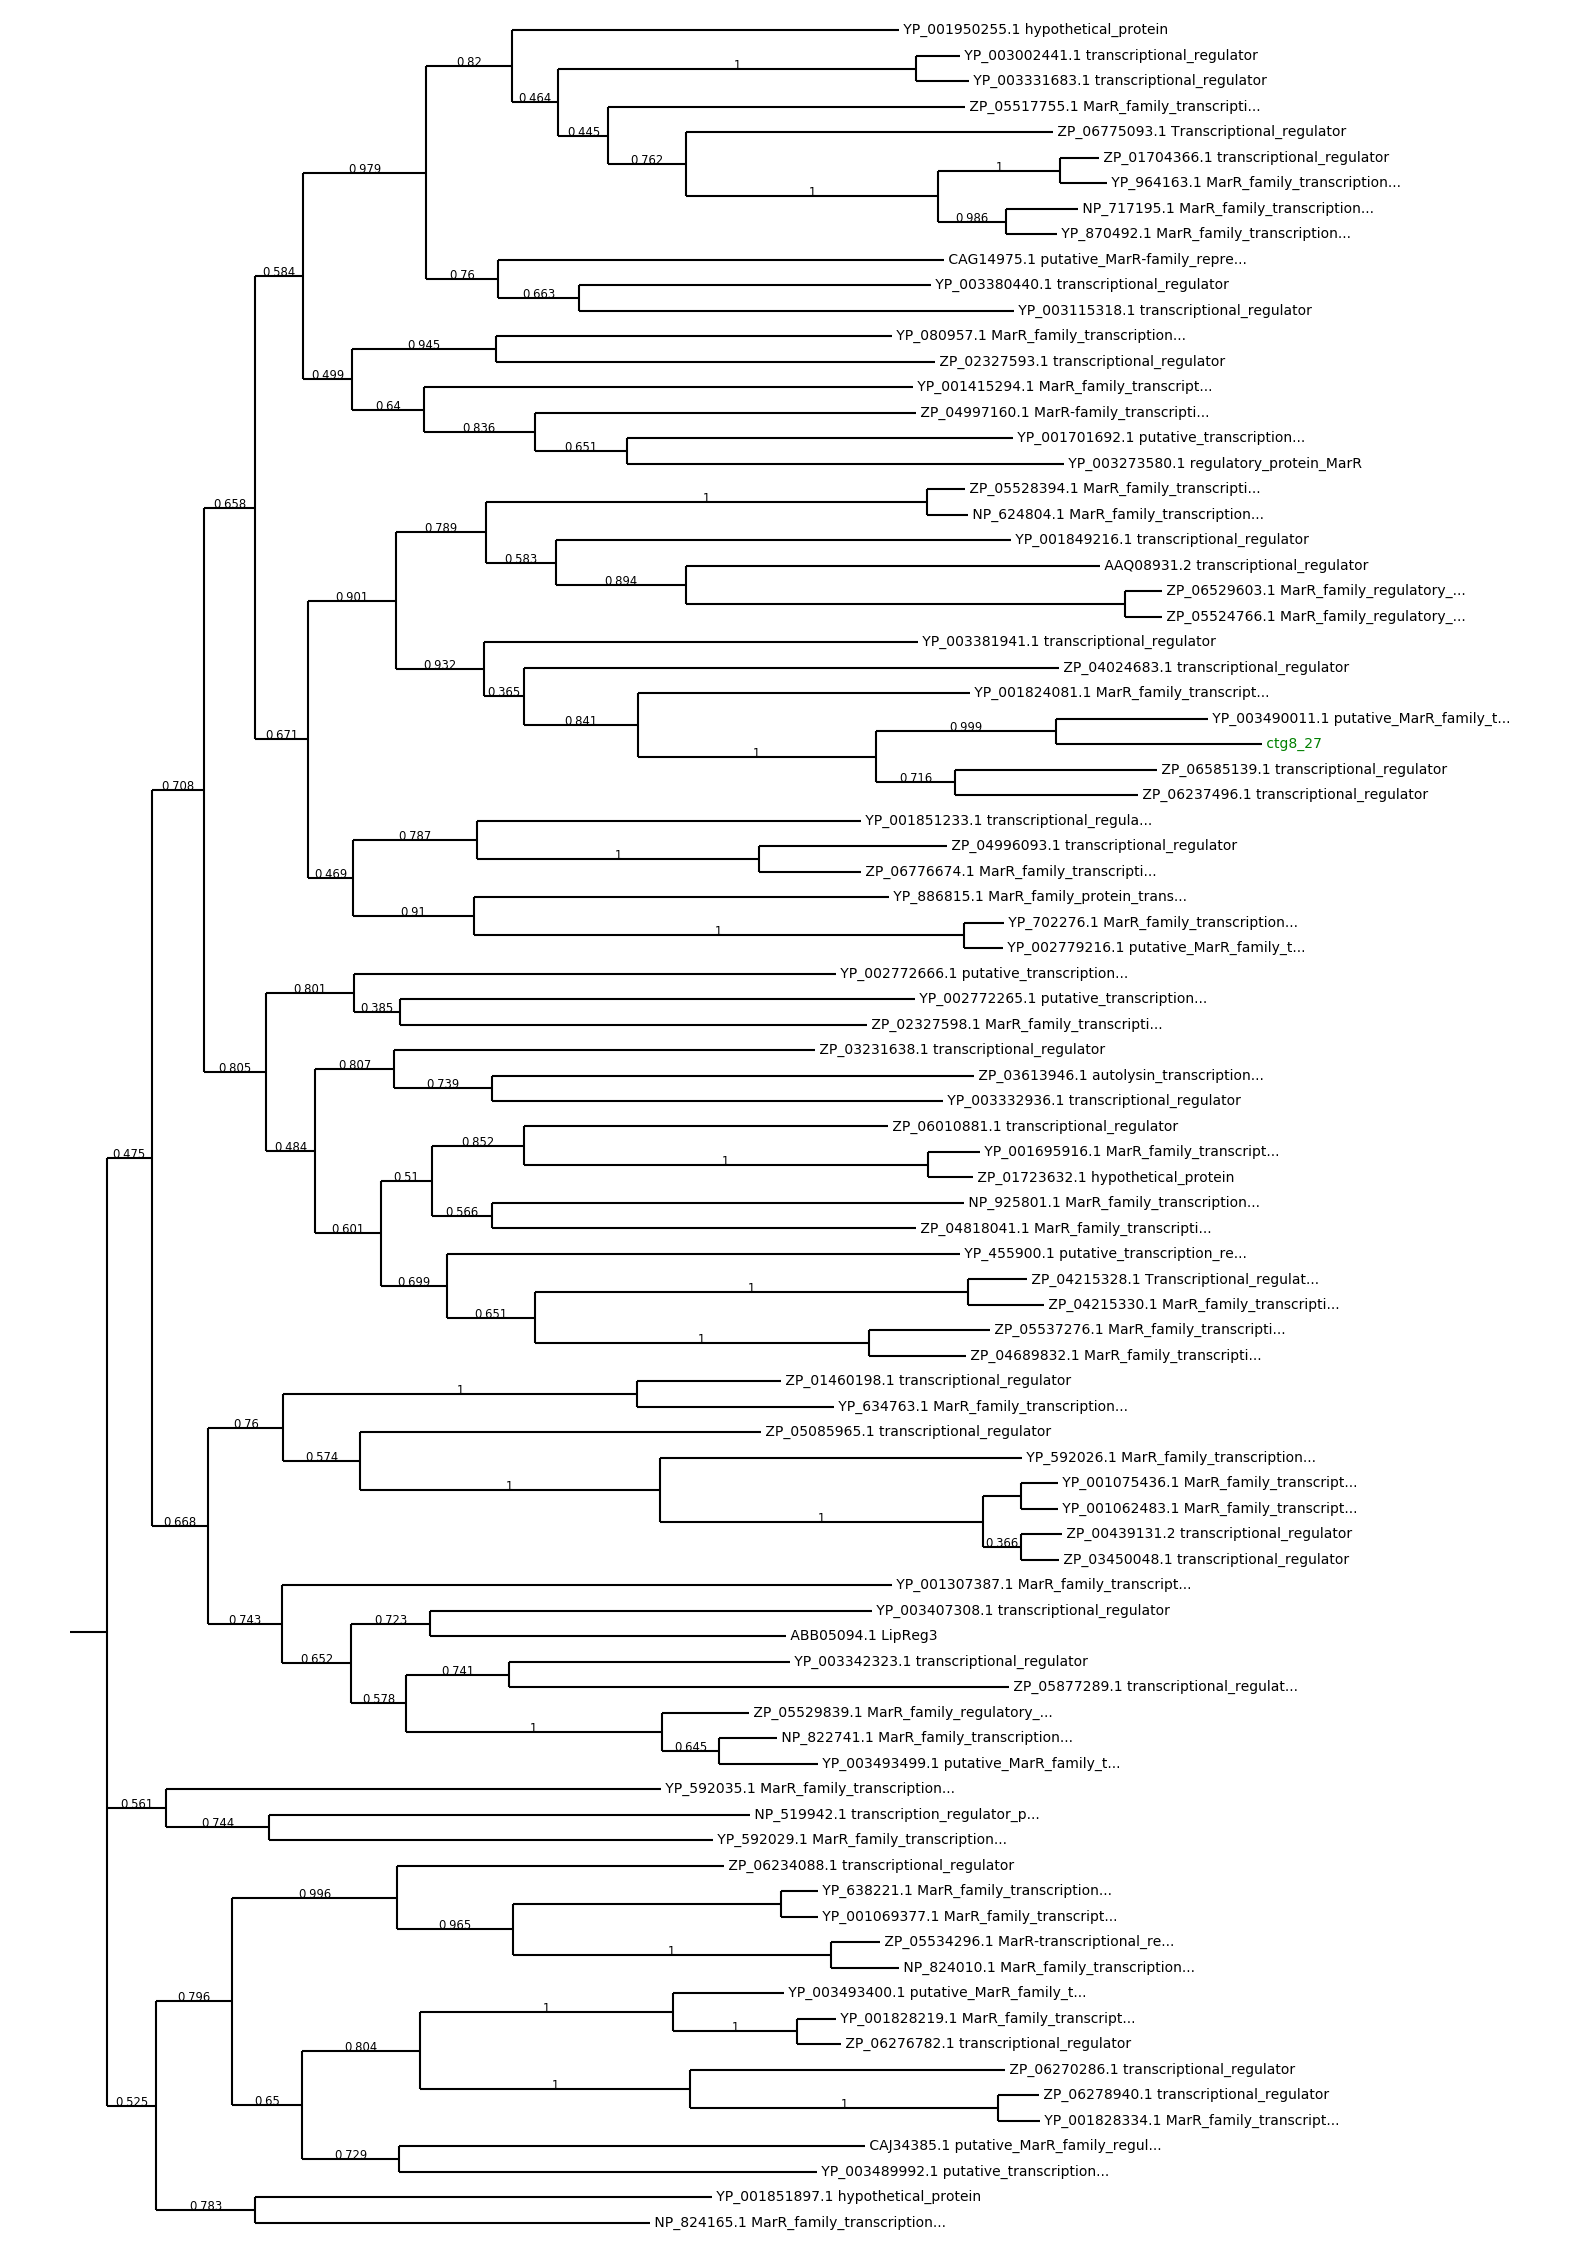 YP_001950255.1 hypothetical_protein
0.82
YP_003002441.1 transcriptional_regulator
1
YP_003331683.1 transcriptional_regulator
0.464
ZP_05517755.1 MarR_family_transcripti...
0.445
ZP_06775093.1 Transcriptional_regulator
0.762
ZP_01704366.1 transcriptional_regulator
1
0.979
YP_964163.1 MarR_family_transcription...
1
NP_717195.1 MarR_family_transcription...
0.986
YP_870492.1 MarR_family_transcription...
CAG14975.1 putative_MarR-family_repre...
0.584
0.76
YP_003380440.1 transcriptional_regulator
0.663
YP_003115318.1 transcriptional_regulator
YP_080957.1 MarR_family_transcription...
0.945
ZP_02327593.1 transcriptional_regulator
0.499
YP_001415294.1 MarR_family_transcript...
0.64
ZP_04997160.1 MarR-family_transcripti...
0.836
YP_001701692.1 putative_transcription...
0.651
YP_003273580.1 regulatory_protein_MarR
ZP_05528394.1 MarR_family_transcripti...
1
0.658
NP_624804.1 MarR_family_transcription...
0.789
YP_001849216.1 transcriptional_regulator
0.583
AAQ08931.2 transcriptional_regulator
0.894
ZP_06529603.1 MarR_family_regulatory_...
0.901
ZP_05524766.1 MarR_family_regulatory_...
YP_003381941.1 transcriptional_regulator
0.932
ZP_04024683.1 transcriptional_regulator
0.365
YP_001824081.1 MarR_family_transcript...
0.841
YP_003490011.1 putative_MarR_family_t...
0.999
0.671
ctg8_27
1
ZP_06585139.1 transcriptional_regulator
0.716
0.708
ZP_06237496.1 transcriptional_regulator
YP_001851233.1 transcriptional_regula...
0.787
ZP_04996093.1 transcriptional_regulator
1
ZP_06776674.1 MarR_family_transcripti...
0.469
YP_886815.1 MarR_family_protein_trans...
0.91
YP_702276.1 MarR_family_transcription...
1
YP_002779216.1 putative_MarR_family_t...
YP_002772666.1 putative_transcription...
0.801
YP_002772265.1 putative_transcription...
0.385
ZP_02327598.1 MarR_family_transcripti...
ZP_03231638.1 transcriptional_regulator
0.805
0.807
ZP_03613946.1 autolysin_transcription...
0.739
YP_003332936.1 transcriptional_regulator
ZP_06010881.1 transcriptional_regulator
0.852
0.484
YP_001695916.1 MarR_family_transcript...
0.475
1
ZP_01723632.1 hypothetical_protein
0.51
NP_925801.1 MarR_family_transcription...
0.566
ZP_04818041.1 MarR_family_transcripti...
0.601
YP_455900.1 putative_transcription_re...
0.699
ZP_04215328.1 Transcriptional_regulat...
1
ZP_04215330.1 MarR_family_transcripti...
0.651
ZP_05537276.1 MarR_family_transcripti...
1
ZP_04689832.1 MarR_family_transcripti...
ZP_01460198.1 transcriptional_regulator
1
YP_634763.1 MarR_family_transcription...
0.76
ZP_05085965.1 transcriptional_regulator
0.574
YP_592026.1 MarR_family_transcription...
1
YP_001075436.1 MarR_family_transcript...
YP_001062483.1 MarR_family_transcript...
1
0.668
ZP_00439131.2 transcriptional_regulator
0.366
ZP_03450048.1 transcriptional_regulator
YP_001307387.1 MarR_family_transcript...
YP_003407308.1 transcriptional_regulator
0.743
0.723
ABB05094.1 LipReg3
0.652
YP_003342323.1 transcriptional_regulator
0.741
ZP_05877289.1 transcriptional_regulat...
0.578
ZP_05529839.1 MarR_family_regulatory_...
1
NP_822741.1 MarR_family_transcription...
0.645
YP_003493499.1 putative_MarR_family_t...
YP_592035.1 MarR_family_transcription...
0.561
NP_519942.1 transcription_regulator_p...
0.744
YP_592029.1 MarR_family_transcription...
ZP_06234088.1 transcriptional_regulator
0.996
YP_638221.1 MarR_family_transcription...
YP_001069377.1 MarR_family_transcript...
0.965
ZP_05534296.1 MarR-transcriptional_re...
1
NP_824010.1 MarR_family_transcription...
0.796
YP_003493400.1 putative_MarR_family_t...
1
YP_001828219.1 MarR_family_transcript...
1
ZP_06276782.1 transcriptional_regulator
0.804
ZP_06270286.1 transcriptional_regulator
1
ZP_06278940.1 transcriptional_regulator
0.525
0.65
1
YP_001828334.1 MarR_family_transcript...
CAJ34385.1 putative_MarR_family_regul...
0.729
YP_003489992.1 putative_transcription...
YP_001851897.1 hypothetical_protein
0.783
NP_824165.1 MarR_family_transcription...